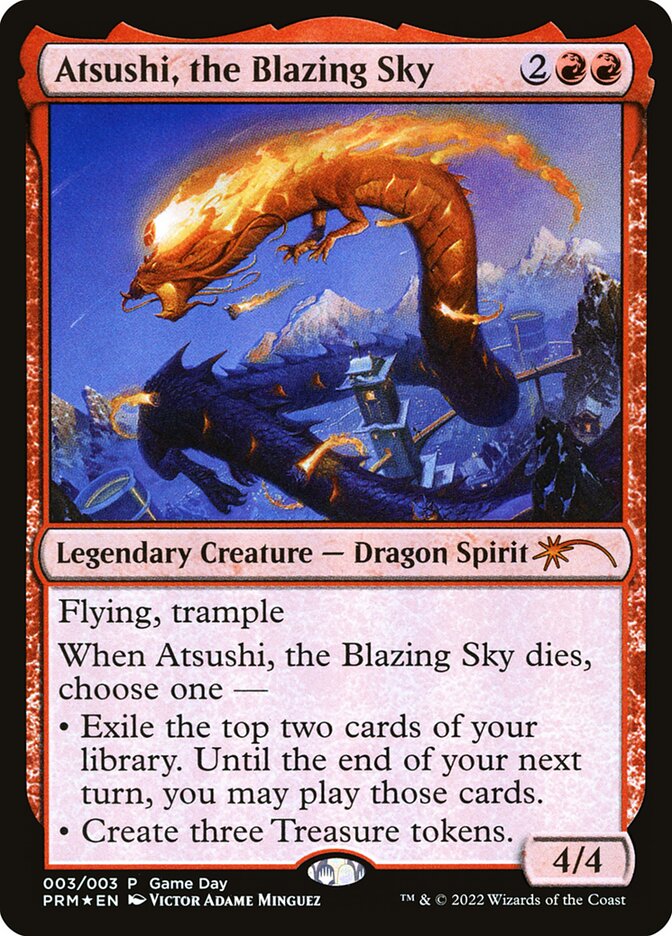 Atsushi, the Blazing Sky 2
Legendary Creature — Dragon Spirit
Flying, trample
When Atsushi, the Blazing Sky dies,
choose one —
• Exile the top two cards of your
library. Until the end of your next
turn, you may play those cards.
• Create three Treasure tokens.
4/4
003/003 P Game Day
PRM★EN Victor Adame Minguez
™ & © 2022 Wizards of the Coast